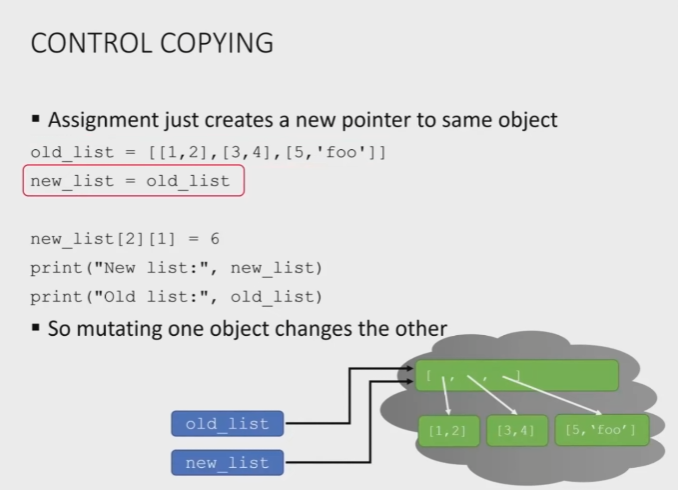 CONTROL COPYING
▪ Assignment just creates a new pointer to same object
old_list = [[1,2],[3,4],[5,'foo']]
new_list = old_list
new_list[2][1] = 6
print("New list:", new_list)
print("Old list:", old_list)
▪ So mutating one object changes the other
[ , , ]
old_list
[1,2] [3,4] [5,'foo']
new_list